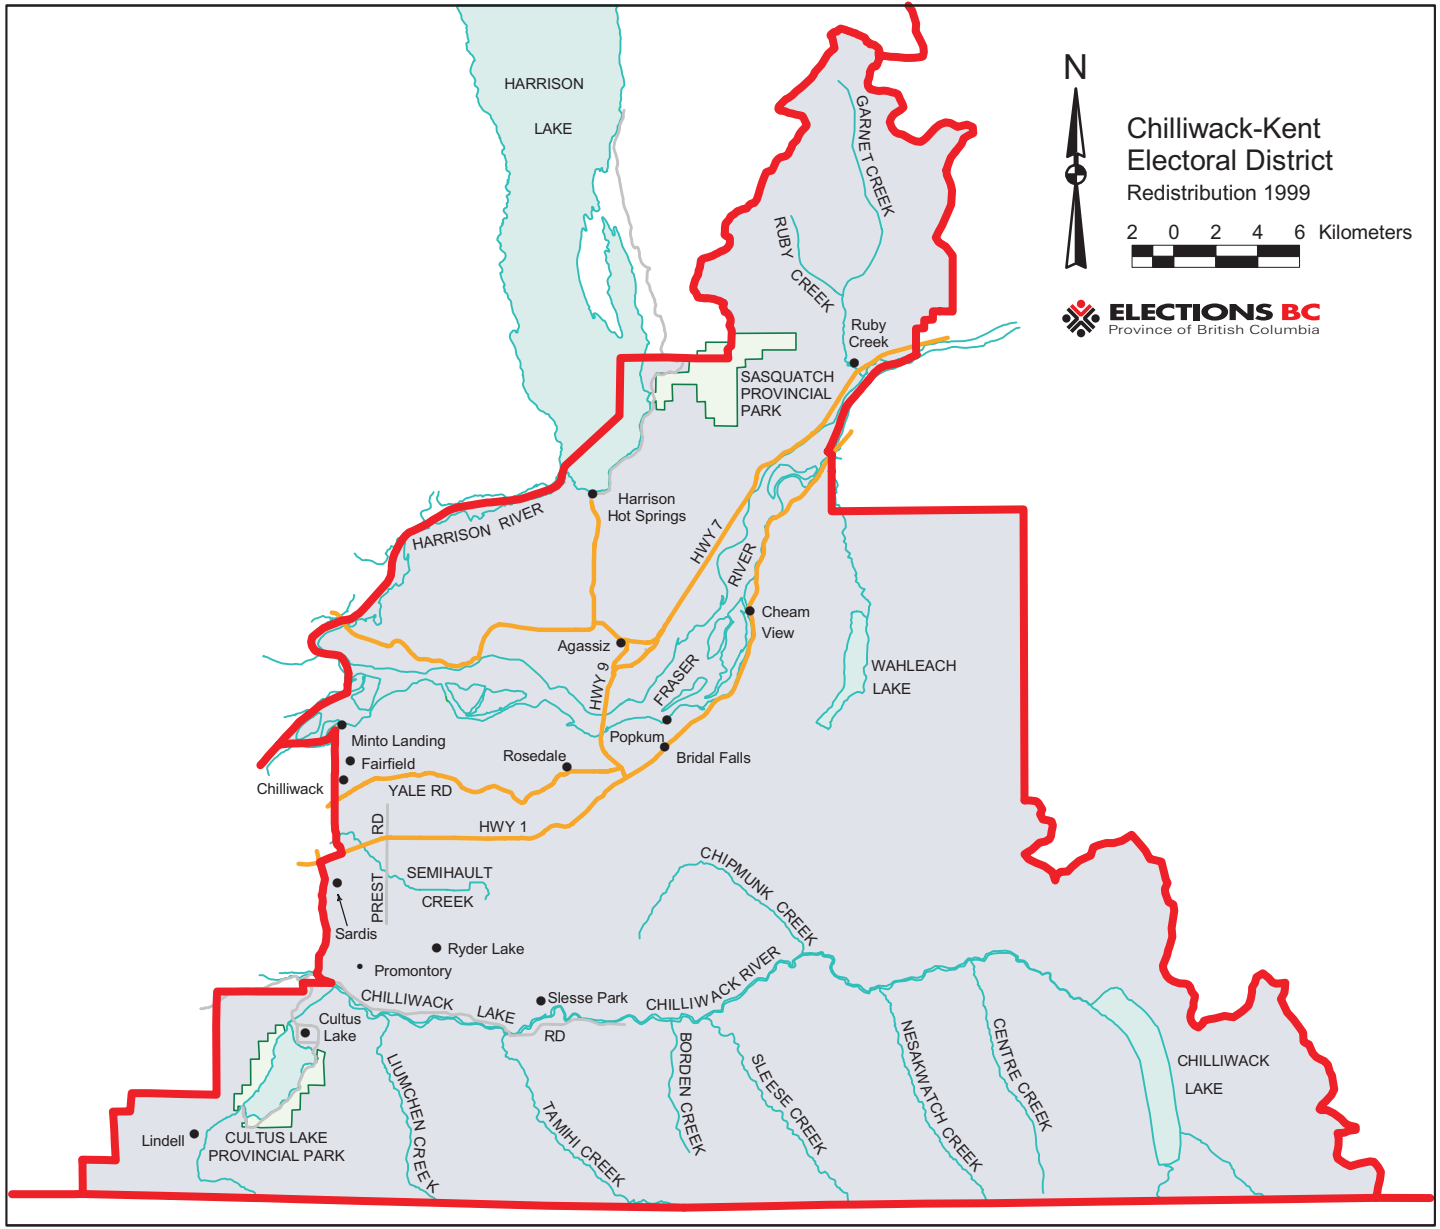 HARRISON
LAKE
N
Chilliwack-Kent
Electoral District
Redistribution 1999
2 0 2 4 6 Kilometers
ELECTIONS BC
Province of British Columbia
GARNET CREEK
RUBY CREEK
Ruby
Creek
SASQUATCH
PROVINCIAL
PARK
Harrison
Hot Springs
HARRISON RIVER
HWY 7
RIVER
Cheam
View
Agassiz
HWY 9
FRASER
WAHLEACH
LAKE
Popkum
Minto Landing
Fairfield
Rosedale
Bridal Falls
Chilliwack
YALE RD
HWY 1
PREST RD
SEMIHAULT
CREEK
CHIPMUNK CREEK
Sardis
Ryder Lake
Promontory
CHILLIWACK LAKE RD
Slesse Park
CHILLIWACK RIVER
Cultus
Lake
LIUMCHEN CREEK
TAMIHI CREEK
BORDEN CREEK
SLEESE CREEK
NESAKWATCH CREEK
CENTRE CREEK
CHILLIWACK
LAKE
Lindell
CULTUS LAKE
PROVINCIAL PARK